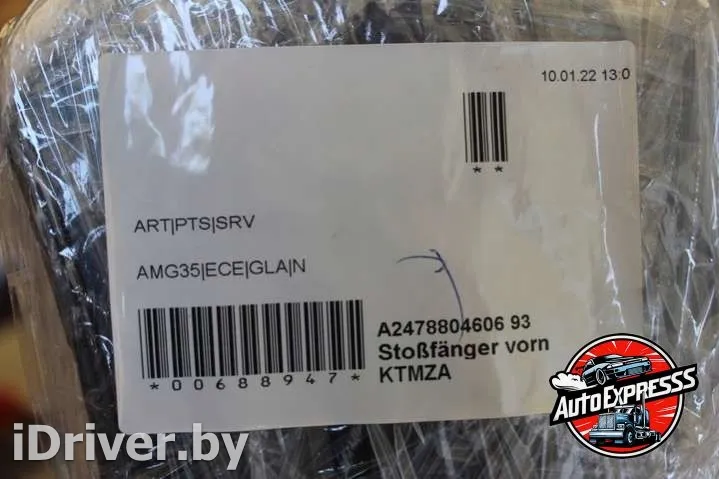 10.01.22 13:0
* *
ART|PTS|SRV
AMG35|ECE|GLA|N
*00688947*
A2478804606 93
Stoßfänger vorn
KTMZA
AUTOEXPRESSS
iDriver.by